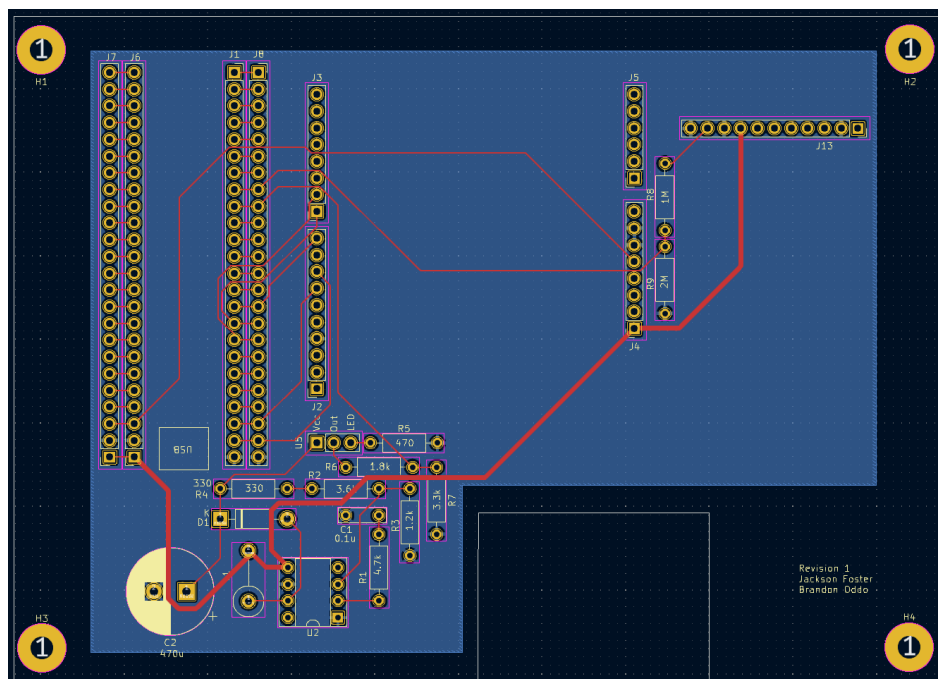 1
H1
1
H2
J7
J6
J1
J8
J3
J5
J13
R8
1M
R9
2M
J4
J2
Vcc
Out
LED
U5
R5
470
USB
R6
1.8k
330
R4
330
R2
3.6k
3.3k
R7
K
D1
C1
0.1u
R3
1.2k
R1
4.7k
U2
C2
470u
+
Revision 1
Jackson Foster
Brandon Oddo
H3
1
H4
1